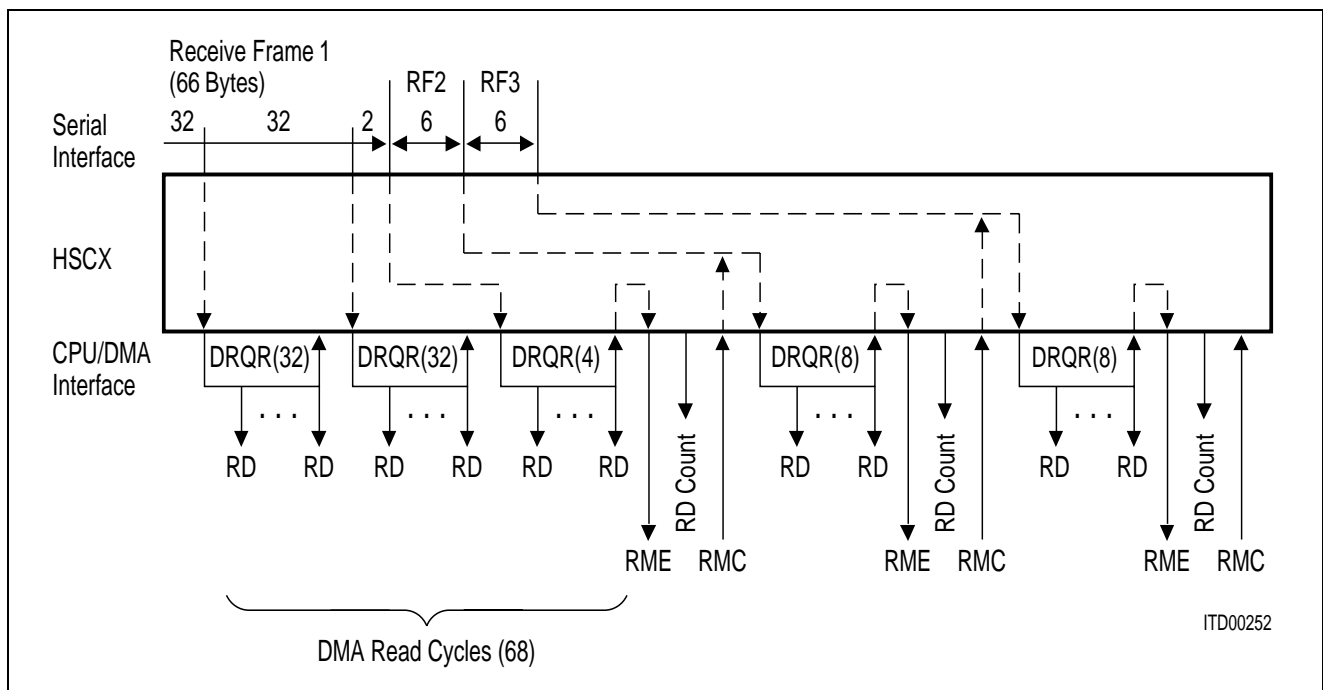 Receive Frame 1
(66 Bytes)
RF2
RF3
32
32
2
6
6
Serial
Interface
HSCX
CPU/DMA
Interface
DRQR(32)
DRQR(32)
DRQR(4)
DRQR(8)
DRQR(8)
. . .
. . .
. . .
. . .
. . .
RD
RD
RD
RD
RD
RD
RD
RD
RD
RD
RD Count
RD Count
RD Count
RME
RMC
RME
RMC
RME
RMC
DMA Read Cycles (68)
ITD00252